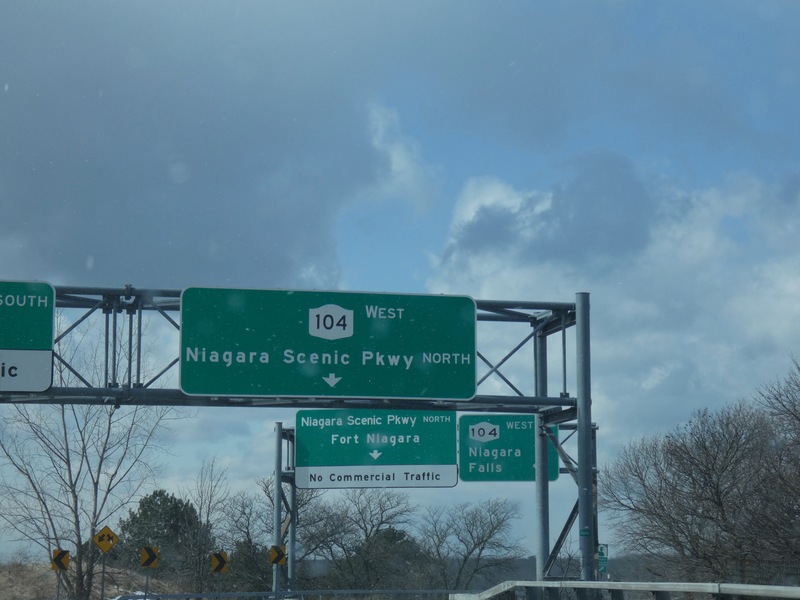 SOUTH
ic
104 WEST
Niagara Scenic Pkwy NORTH
Niagara Scenic Pkwy NORTH
Fort Niagara
No Commercial Traffic
104 WEST
Niagara
Falls